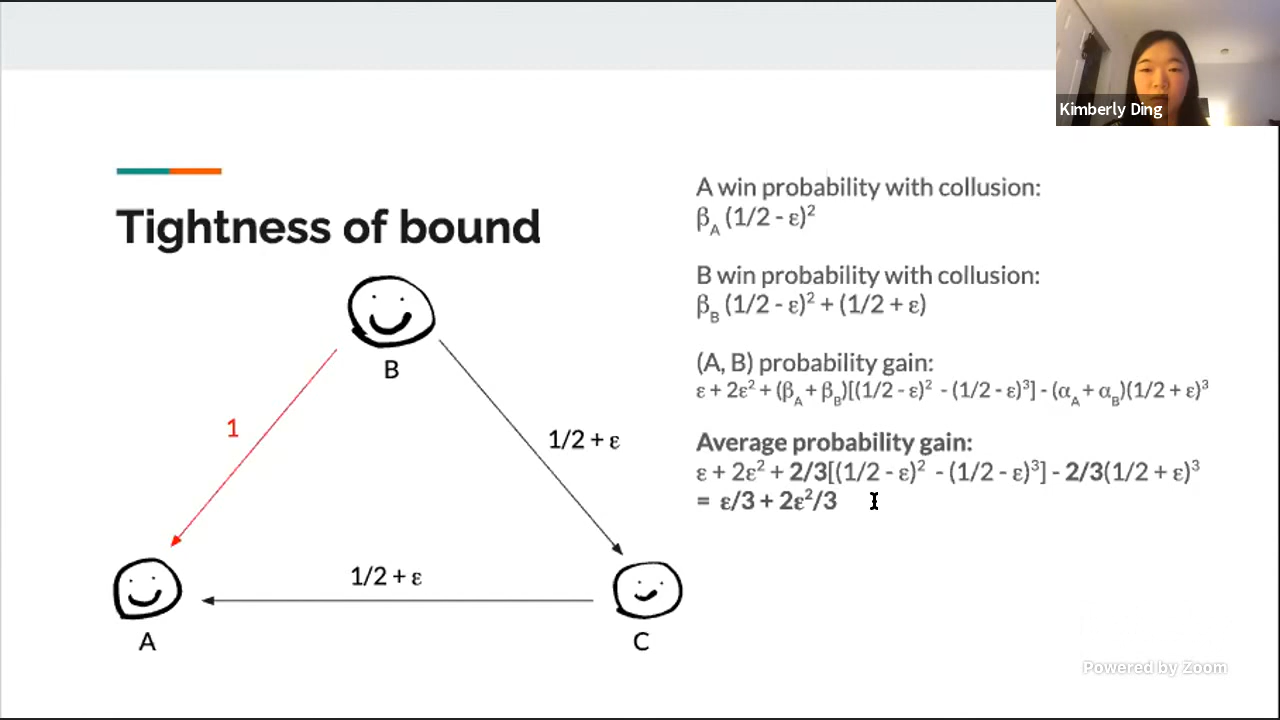 Kimberly Ding
Tightness of bound
A win probability with collusion:
β_A (1/2 - ε)²
B win probability with collusion:
β_B (1/2 - ε)² + (1/2 + ε)
(A, B) probability gain:
ε + 2ε² + (β_A + β_B)[(1/2 - ε)² - (1/2 - ε)³] - (α_A + α_B)(1/2 + ε)³
Average probability gain:
ε + 2ε² + 2/3[(1/2 - ε)² - (1/2 - ε)³] - 2/3(1/2 + ε)³
= ε/3 + 2ε²/3
B
1
1/2 + ε
1/2 + ε
A
C
Powered by Zoom